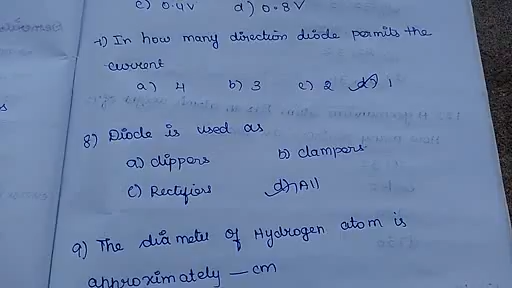 c) 0.4V d) 0.8V
7) In how many direction diode permits the
current
a) 4 b) 3 c) 2 d) 1
8) Diode is used as
a) clippers b) clampers
c) Rectifiers d) All
9) The diameter of Hydrogen atom is
approximately — cm